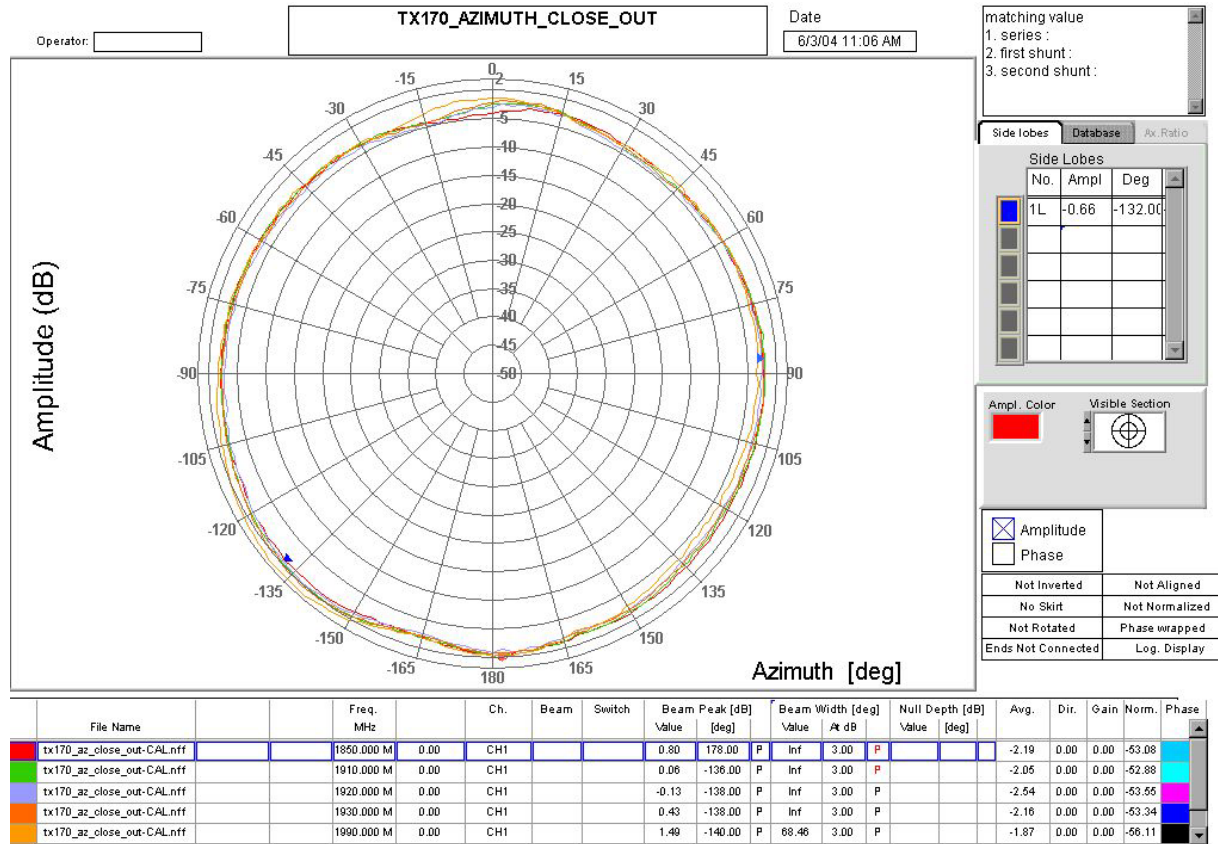 TX170_AZIMUTH_CLOSE_OUT
Operator:
Date
6/3/04 11:06 AM
matching value
1. series :
2. first shunt :
3. second shunt :
Side lobes Database Ax.Ratio
Side Lobes
No. Ampl Deg
1L -0.66 -132.00
Ampl. Color Visible Section
Amplitude
Phase
Not Inverted Not Aligned
No Skirt Not Normalized
Not Rotated Phase wrapped
Ends Not Connected Log. Display
Amplitude (dB)
0
-15 15
-30 30
-45 45
-60 60
-75 75
-90 90
-105 105
-120 120
-135 135
-150 150
-165 165
180
2
-5
-10
-15
-20
-25
-30
-35
-40
-45
-50
Azimuth [deg]
File Name Freq. MHz Ch. Beam Switch Beam Peak [dB] Value [deg] Beam Width [deg] Value At dB Null Depth [dB] Value [deg] Avg. Dir. Gain Norm. Phase
tx170_az_close_out-CAL.nff 1850.000 M 0.00 CH1 0.80 178.00 P Inf 3.00 P -2.19 0.00 0.00 -53.08
tx170_az_close_out-CAL.nff 1910.000 M 0.00 CH1 0.06 -136.00 P Inf 3.00 P -2.05 0.00 0.00 -52.88
tx170_az_close_out-CAL.nff 1920.000 M 0.00 CH1 -0.13 -138.00 P Inf 3.00 P -2.54 0.00 0.00 -53.55
tx170_az_close_out-CAL.nff 1930.000 M 0.00 CH1 0.43 -138.00 P Inf 3.00 P -2.16 0.00 0.00 -53.34
tx170_az_close_out-CAL.nff 1990.000 M 0.00 CH1 1.49 -140.00 P 68.46 3.00 P -1.87 0.00 0.00 -56.11